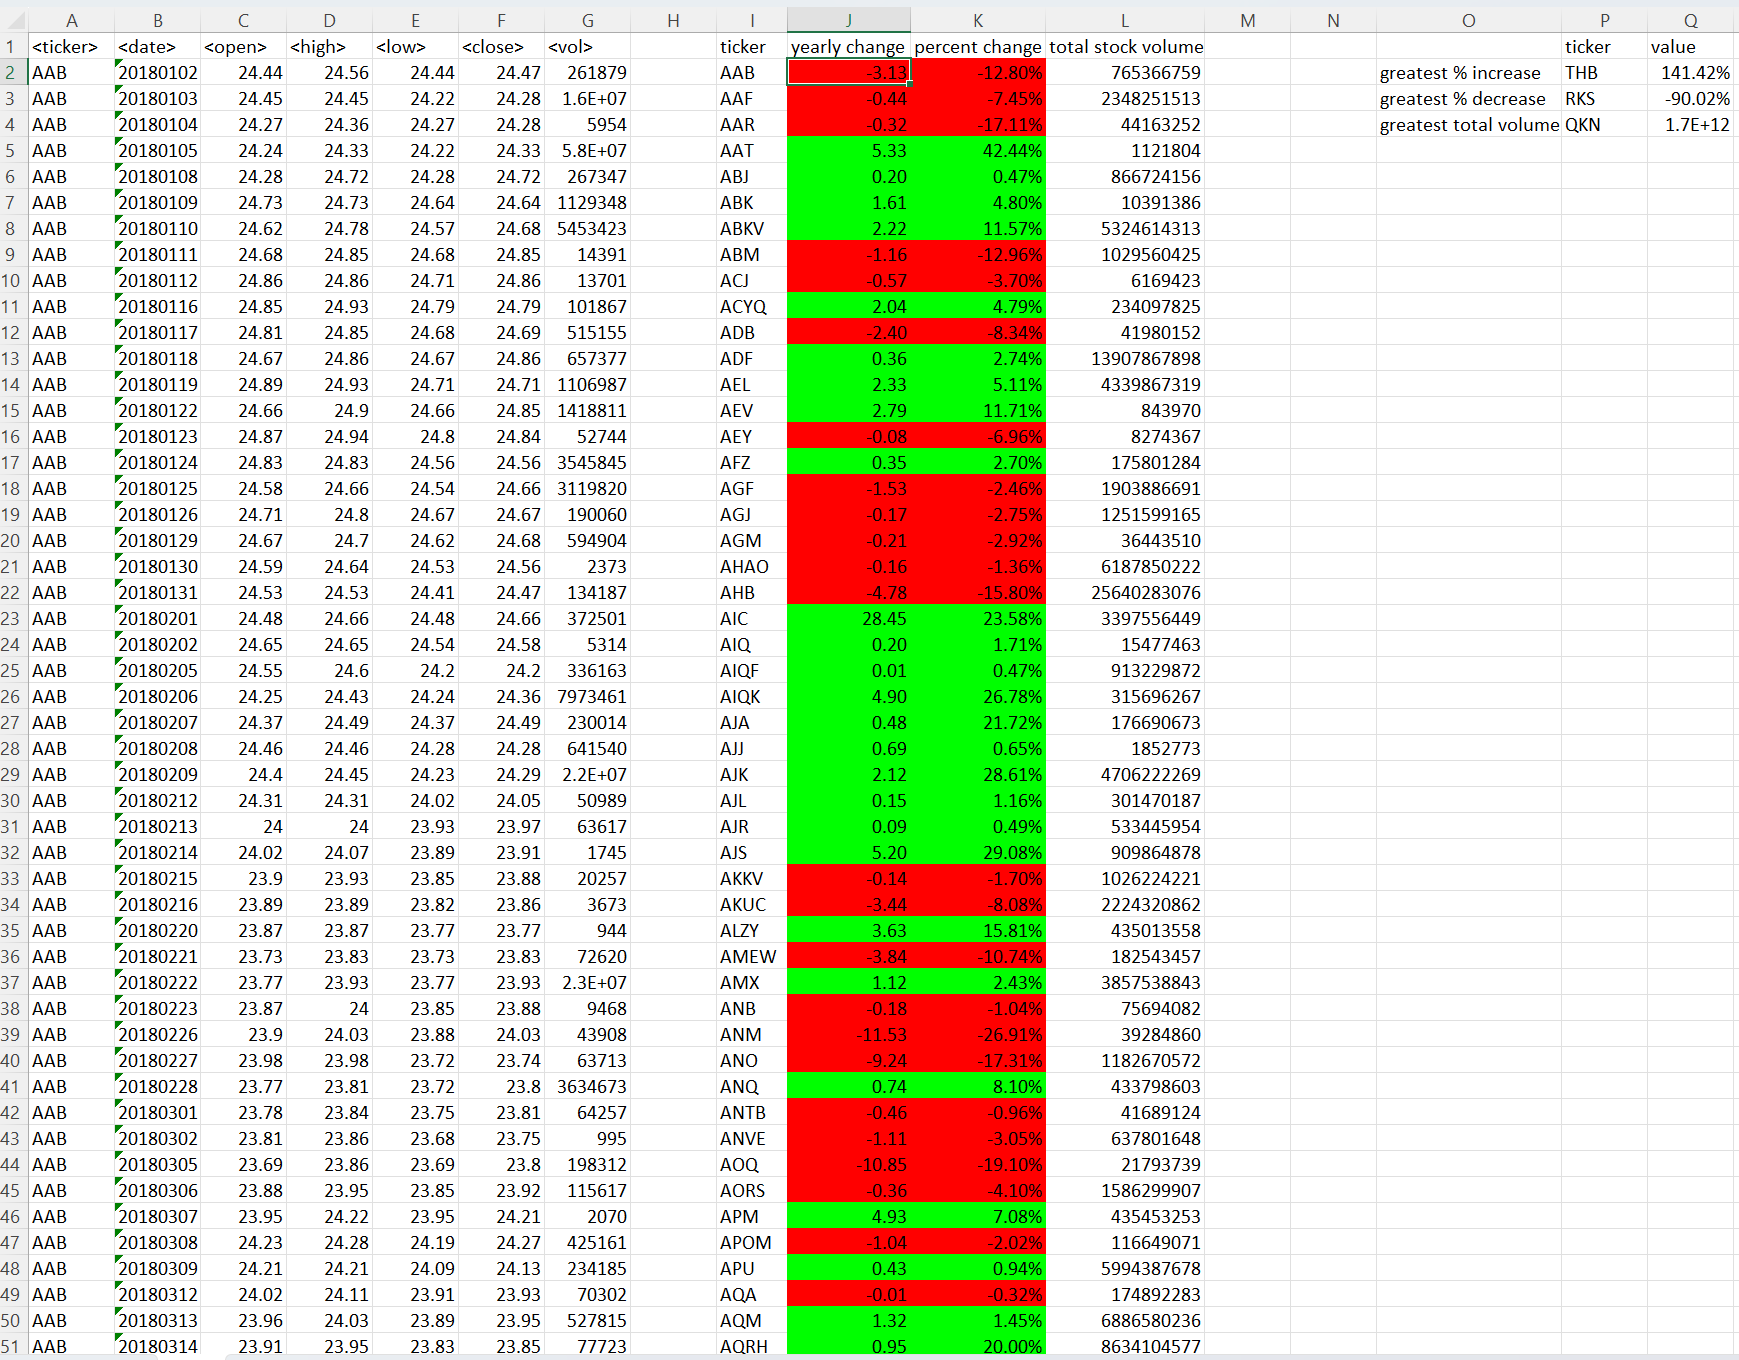 A B C D E F G H I J K L M N O P Q
1 <ticker> <date> <open> <high> <low> <close> <vol> ticker yearly change percent change total stock volume ticker value
2 AAB 20180102 24.44 24.56 24.44 24.47 261879 AAB -3.13 -12.80% 765366759 greatest % increase THB 141.42%
3 AAB 20180103 24.45 24.45 24.22 24.28 1.6E+07 AAF -0.44 -7.45% 2348251513 greatest % decrease RKS -90.02%
4 AAB 20180104 24.27 24.36 24.27 24.28 5954 AAR -0.32 -17.11% 44163252 greatest total volume QKN 1.7E+12
5 AAB 20180105 24.24 24.33 24.22 24.33 5.8E+07 AAT 5.33 42.44% 1121804
6 AAB 20180108 24.28 24.72 24.28 24.72 267347 ABJ 0.20 0.47% 866724156
7 AAB 20180109 24.73 24.73 24.64 24.64 1129348 ABK 1.61 4.80% 10391386
8 AAB 20180110 24.62 24.78 24.57 24.68 5453423 ABKV 2.22 11.57% 5324614313
9 AAB 20180111 24.68 24.85 24.68 24.85 14391 ABM -1.16 -12.96% 1029560425
10 AAB 20180112 24.86 24.86 24.71 24.86 13701 ACJ -0.57 -3.70% 6169423
11 AAB 20180116 24.85 24.93 24.79 24.79 101867 ACYQ 2.04 4.79% 234097825
12 AAB 20180117 24.81 24.85 24.68 24.69 515155 ADB -2.40 -8.34% 41980152
13 AAB 20180118 24.67 24.86 24.67 24.86 657377 ADF 0.36 2.74% 13907867898
14 AAB 20180119 24.89 24.93 24.71 24.71 1106987 AEL 2.33 5.11% 4339867319
15 AAB 20180122 24.66 24.9 24.66 24.85 1418811 AEV 2.79 11.71% 843970
16 AAB 20180123 24.87 24.94 24.8 24.84 52744 AEY -0.08 -6.96% 8274367
17 AAB 20180124 24.83 24.83 24.56 24.56 3545845 AFZ 0.35 2.70% 175801284
18 AAB 20180125 24.58 24.66 24.54 24.66 3119820 AGF -1.53 -2.46% 1903886691
19 AAB 20180126 24.71 24.8 24.67 24.67 190060 AGJ -0.17 -2.75% 1251599165
20 AAB 20180129 24.67 24.7 24.62 24.68 594904 AGM -0.21 -2.92% 36443510
21 AAB 20180130 24.59 24.64 24.53 24.56 2373 AHAO -0.16 -1.36% 6187850222
22 AAB 20180131 24.53 24.53 24.41 24.47 134187 AHB -4.78 -15.80% 25640283076
23 AAB 20180201 24.48 24.66 24.48 24.66 372501 AIC 28.45 23.58% 3397556449
24 AAB 20180202 24.65 24.65 24.54 24.58 5314 AIQ 0.20 1.71% 15477463
25 AAB 20180205 24.55 24.6 24.2 24.2 336163 AIQF 0.01 0.47% 913229872
26 AAB 20180206 24.25 24.43 24.24 24.36 7973461 AIQK 4.90 26.78% 315696267
27 AAB 20180207 24.37 24.49 24.37 24.49 230014 AJA 0.48 21.72% 176690673
28 AAB 20180208 24.46 24.46 24.28 24.28 641540 AJJ 0.69 0.65% 1852773
29 AAB 20180209 24.4 24.45 24.23 24.29 2.2E+07 AJK 2.12 28.61% 4706222269
30 AAB 20180212 24.31 24.31 24.02 24.05 50989 AJL 0.15 1.16% 301470187
31 AAB 20180213 24 24 23.93 23.97 63617 AJR 0.09 0.49% 533445954
32 AAB 20180214 24.02 24.07 23.89 23.91 1745 AJS 5.20 29.08% 909864878
33 AAB 20180215 23.9 23.93 23.85 23.88 20257 AKKV -0.14 -1.70% 1026224221
34 AAB 20180216 23.89 23.89 23.82 23.86 3673 AKUC -3.44 -8.08% 2224320862
35 AAB 20180220 23.87 23.87 23.77 23.77 944 ALZY 3.63 15.81% 435013558
36 AAB 20180221 23.73 23.83 23.73 23.83 72620 AMEW -3.84 -10.74% 182543457
37 AAB 20180222 23.77 23.93 23.77 23.93 2.3E+07 AMX 1.12 2.43% 3857538843
38 AAB 20180223 23.87 24 23.85 23.88 9468 ANB -0.18 -1.04% 75694082
39 AAB 20180226 23.9 24.03 23.88 24.03 43908 ANM -11.53 -26.91% 39284860
40 AAB 20180227 23.98 23.98 23.72 23.74 63713 ANO -9.24 -17.31% 1182670572
41 AAB 20180228 23.77 23.81 23.72 23.8 3634673 ANQ 0.74 8.10% 433798603
42 AAB 20180301 23.78 23.84 23.75 23.81 64257 ANTB -0.46 -0.96% 41689124
43 AAB 20180302 23.81 23.86 23.68 23.75 995 ANVE -1.11 -3.05% 637801648
44 AAB 20180305 23.69 23.86 23.69 23.8 198312 AOQ -10.85 -19.10% 21793739
45 AAB 20180306 23.88 23.95 23.85 23.92 115617 AORS -0.36 -4.10% 1586299907
46 AAB 20180307 23.95 24.22 23.95 24.21 2070 APM 4.93 7.08% 435453253
47 AAB 20180308 24.23 24.28 24.19 24.27 425161 APOM -1.04 -2.02% 116649071
48 AAB 20180309 24.21 24.21 24.09 24.13 234185 APU 0.43 0.94% 5994387678
49 AAB 20180312 24.02 24.11 23.91 23.93 70302 AQA -0.01 -0.32% 174892283
50 AAB 20180313 23.96 24.03 23.89 23.95 527815 AQM 1.32 1.45% 6886580236
51 AAB 20180314 23.91 23.95 23.83 23.85 77723 AQRH 0.95 20.00% 8634104577